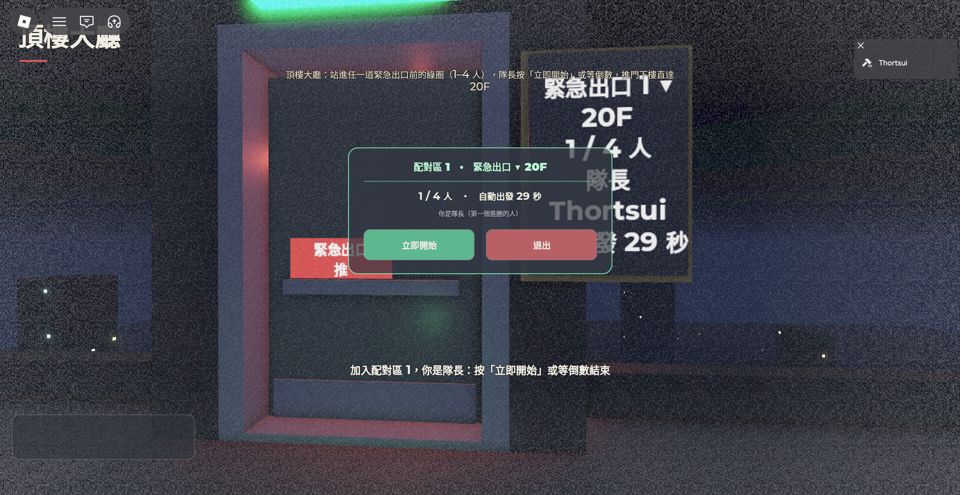 頂樓大廳
Thortsui
頂樓大廳：站進任一道緊急出口前的綠圈（1–4 人），隊長按「立即開始」或等倒數，推門下樓直達
20F
緊急出口 1 ▼
20F
1 / 4 人
隊長
Thortsui
發 29 秒
配對區 1 • 緊急出口 ▼ 20F
1 / 4 人 · 自動出發 29 秒
你是隊長（第一個進圈的人）
立即開始
退出
緊急出口
推
加入配對區 1，你是隊長：按「立即開始」或等倒數結束